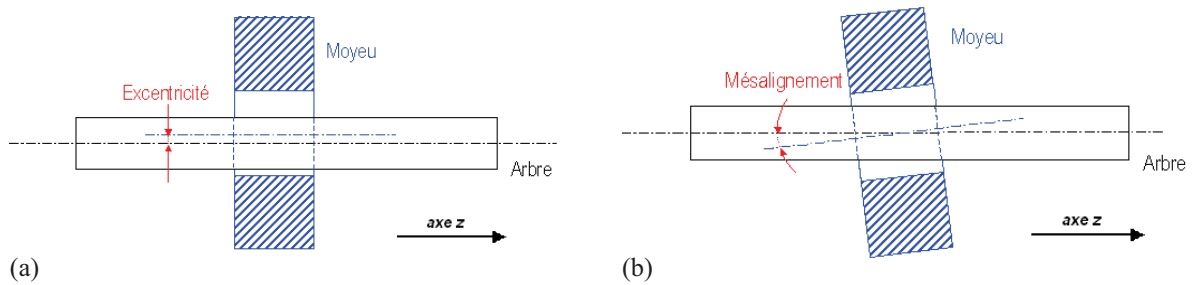 Moyeu
Excentricité
Arbre
axe z
(a)
Moyeu
Mésalignement
Arbre
axe z
(b)